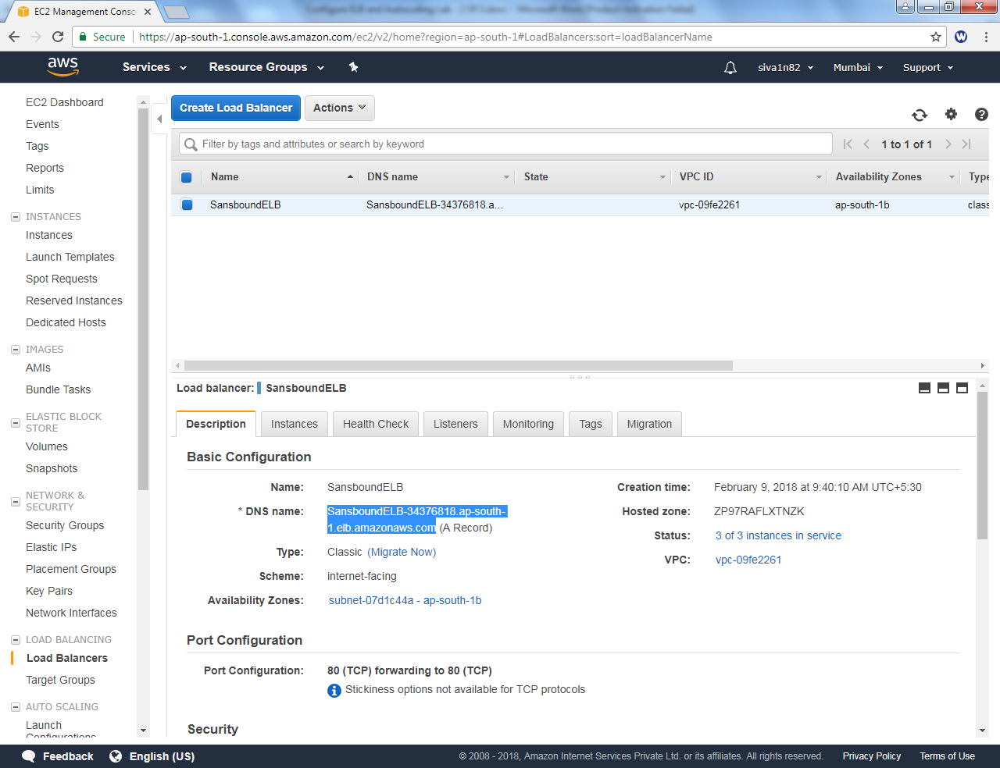 EC2 Management Conso
Secure https://ap-south-1.console.aws.amazon.com/ec2/v2/home?region=ap-south-1#LoadBalancers:sort=loadBalancerName
aws Services Resource Groups siva1n82 Mumbai Support
EC2 Dashboard
Events
Tags
Reports
Limits
INSTANCES
Instances
Launch Templates
Spot Requests
Reserved Instances
Dedicated Hosts
IMAGES
AMIs
Bundle Tasks
ELASTIC BLOCK
STORE
Volumes
Snapshots
NETWORK &
SECURITY
Security Groups
Elastic IPs
Placement Groups
Key Pairs
Network Interfaces
LOAD BALANCING
Load Balancers
Target Groups
AUTO SCALING
Launch
Configurations
Create Load Balancer Actions
Filter by tags and attributes or search by keyword 1 to 1 of 1
Name DNS name State VPC ID Availability Zones Type
SansboundELB SansboundELB-34376818.a... vpc-09fe2261 ap-south-1b clas
Load balancer: SansboundELB
Description Instances Health Check Listeners Monitoring Tags Migration
Basic Configuration
Name: SansboundELB Creation time: February 9, 2018 at 9:40:10 AM UTC+5:30
* DNS name: SansboundELB-34376818.ap-south- Hosted zone: ZP97RAFLXTNZK
1.elb.amazonaws.com (A Record)
Status: 3 of 3 instances in service
Type: Classic (Migrate Now) VPC: vpc-09fe2261
Scheme: internet-facing
Availability Zones: subnet-07d1c44a - ap-south-1b
Port Configuration
Port Configuration: 80 (TCP) forwarding to 80 (TCP)
Stickiness options not available for TCP protocols
Security
Feedback English (US) © 2008 - 2018, Amazon Internet Services Private Ltd. or its affiliates. All rights reserved. Privacy Policy Terms of Use